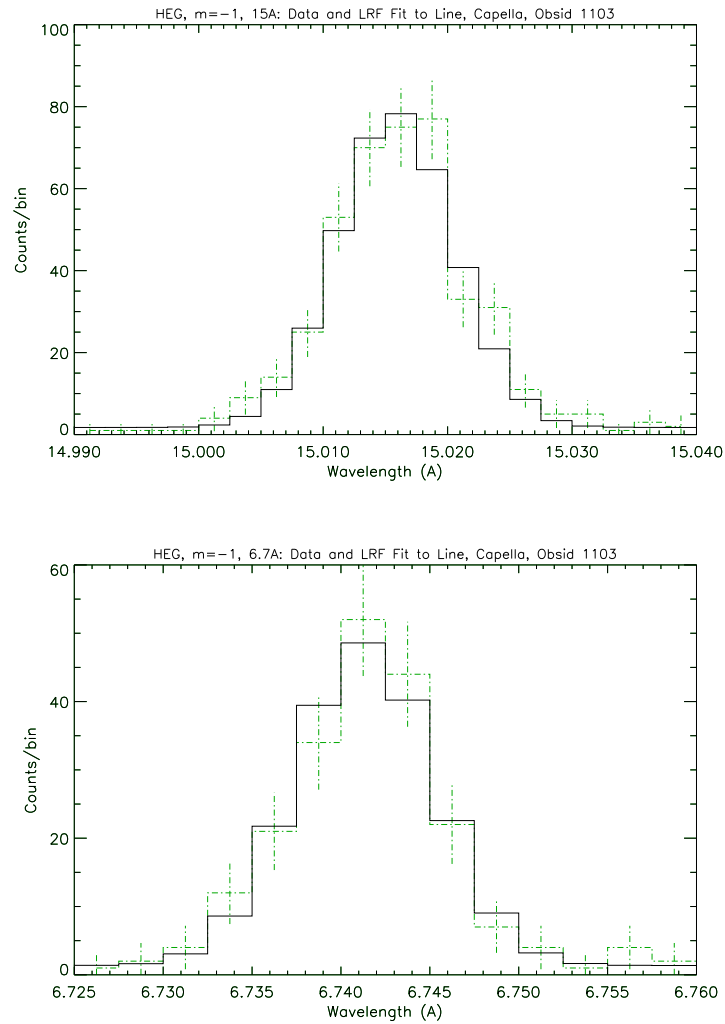 HEG, m=−1, 15A: Data and LRF Fit to Line, Capella, Obsid 1103
100
80
60
40
20
0
Counts/bin
14.990 15.000 15.010 15.020 15.030 15.040
Wavelength (A)
HEG, m=−1, 6.7A: Data and LRF Fit to Line, Capella, Obsid 1103
60
40
20
0
Counts/bin
6.725 6.730 6.735 6.740 6.745 6.750 6.755 6.760
Wavelength (A)